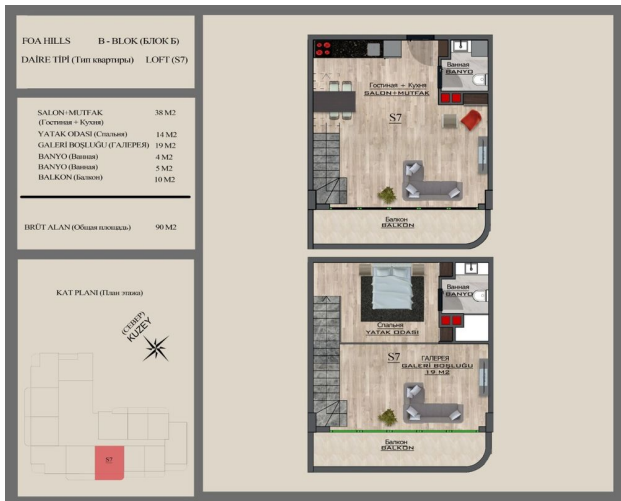 FOA HILLS B - BLOK (БЛОК Б)
DAİRE TİPİ (Тип квартиры) LOFT (S7)
SALON+MUTFAK 38 M2
(Гостиная + Кухня)
YATAK ODASI (Спальня) 14 M2
GALERİ BOŞLUĞU (ГАЛЕРЕЯ) 19 M2
BANYO (Ванная) 4 M2
BANYO (Ванная) 5 M2
BALKON (Балкон) 10 M2
BRÜT ALAN (Общая площадь) 90 M2
KAT PLANI (План этажа)
(СЕВЕР)
KUZEY
S7
Ванная
BANYO
Гостиная + Кухня
SALON+MUTFAK
S7
Балкон
BALKON
Ванная
BANYO
Спальня
YATAK ODASI
S7
ГАЛЕРЕЯ
GALERİ BOŞLUĞU
19 M2
Балкон
BALKON